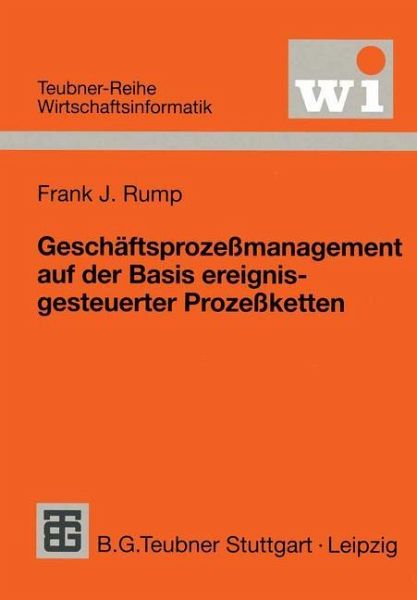 Teubner-Reihe
Wirtschaftsinformatik
wi
Frank J. Rump
Geschäftsprozeßmanagement
auf der Basis ereignis-
gesteuerter Prozeßketten
B.G.Teubner Stuttgart · Leipzig